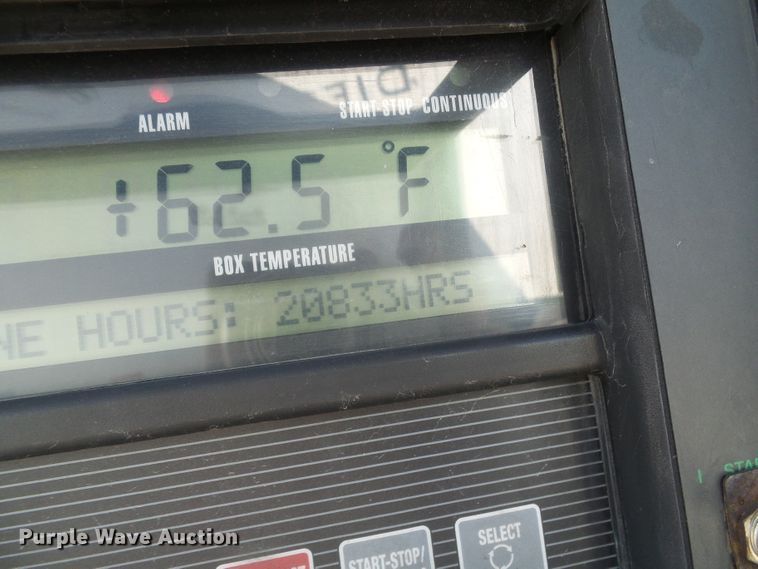 ALARM
START-STOP CONTINUOUS
+62.5 °F
BOX TEMPERATURE
NE HOURS: 20833HRS
SELECT
START-STOP/
Purple Wave Auction